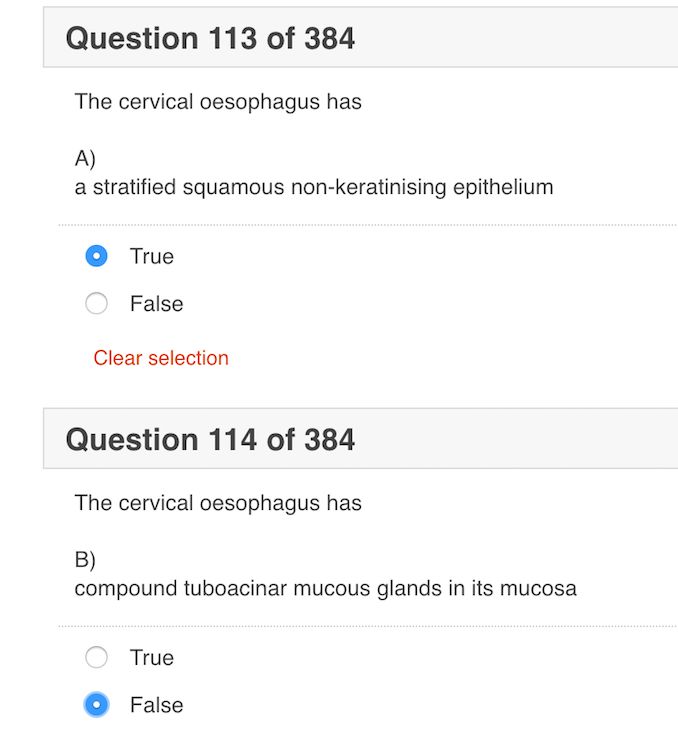 Question 113 of 384
The cervical oesophagus has
A)
a stratified squamous non-keratinising epithelium
True
False
Clear selection
Question 114 of 384
The cervical oesophagus has
B)
compound tuboacinar mucous glands in its mucosa
True
False